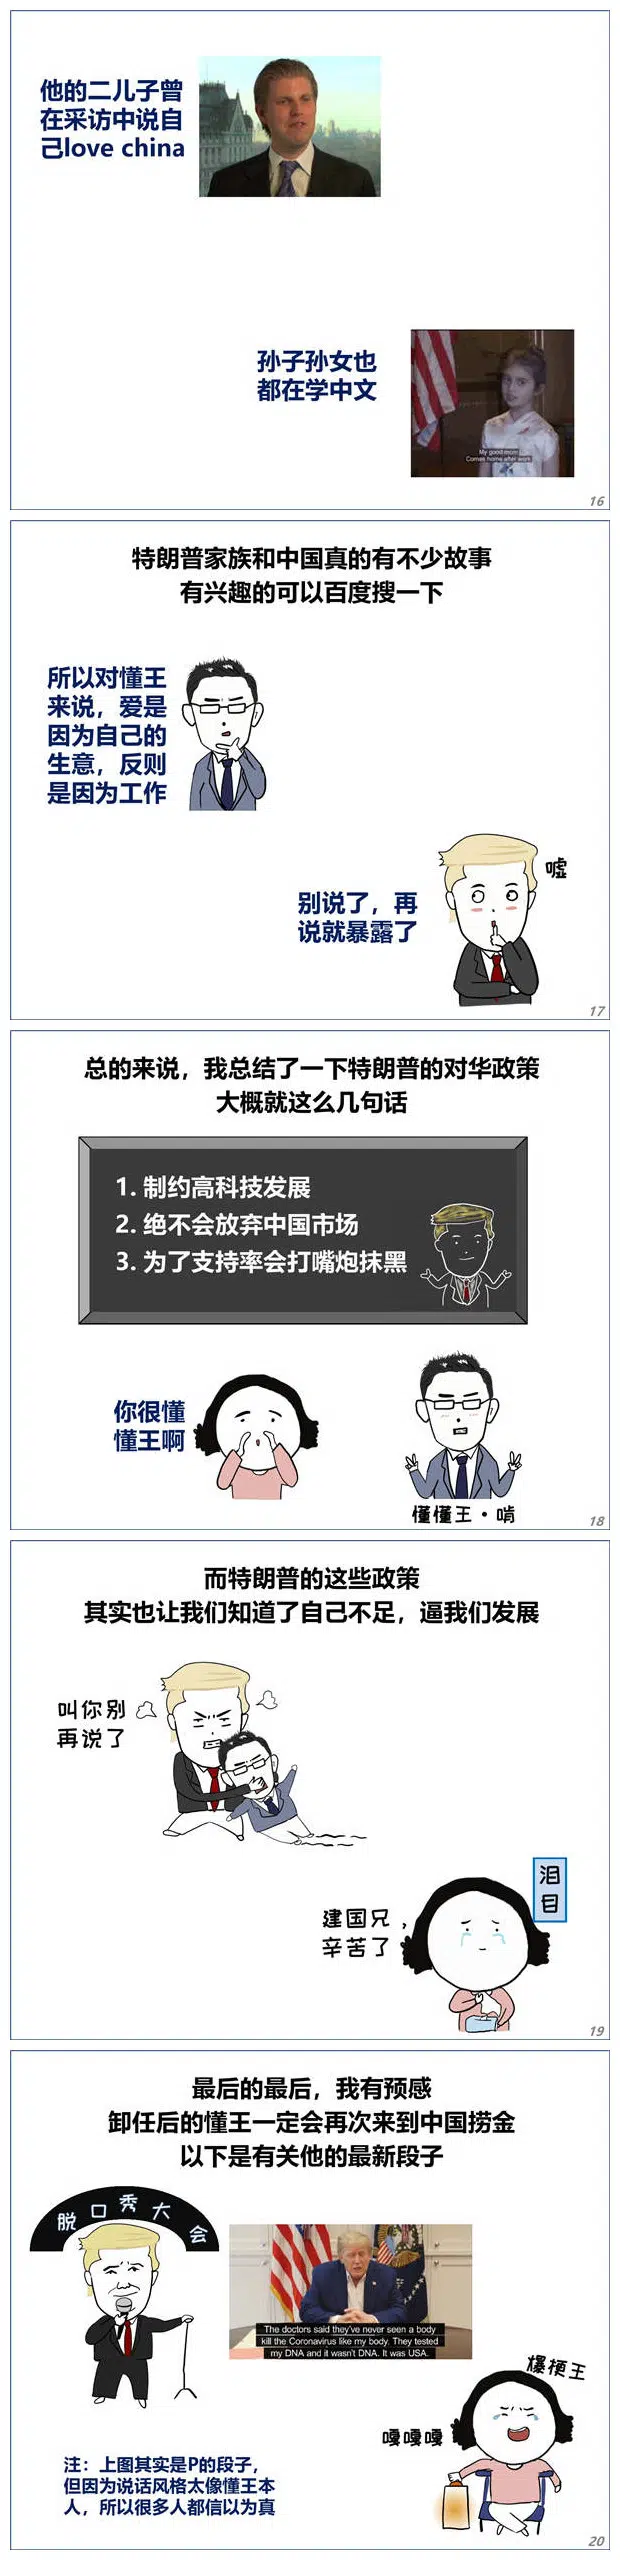 他的二儿子曾
在采访中说自
己love china
孙子孙女也
都在学中文
My good mom
Comes home after work
16
特朗普家族和中国真的有不少故事
有兴趣的可以百度搜一下
所以对懂王
来说，爱是
因为自己的
生意，反则
是因为工作
嘘
别说了，再
说就暴露了
17
总的来说，我总结了一下特朗普的对华政策
大概就这么几句话
1. 制约高科技发展
2. 绝不会放弃中国市场
3. 为了支持率会打嘴炮抹黑
你很懂
懂王啊
懂懂王·啃
18
而特朗普的这些政策
其实也让我们知道了自己不足，逼我们发展
叫你别
再说了
泪目
建国兄，
辛苦了
19
最后的最后，我有预感
卸任后的懂王一定会再次来到中国捞金
以下是有关他的最新段子
脱口秀大会
The doctors said they've never seen a body
kill the Coronavirus like my body. They tested
my DNA and it wasn't DNA. It was USA.
爆梗王
嘎嘎嘎
注：上图其实是P的段子，
但因为说话风格太像懂王本
人，所以很多人都信以为真
20